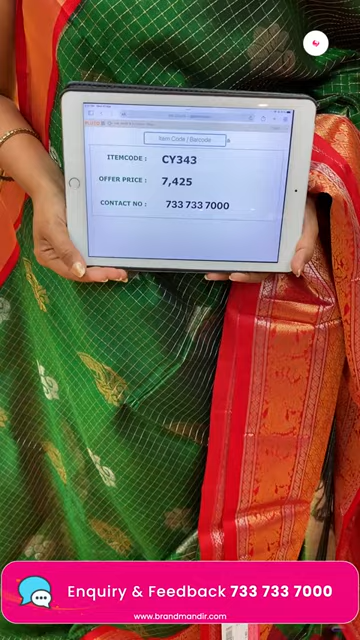 Item Code / Barcode
ITEMCODE : CY343
OFFER PRICE : 7,425
CONTACT NO : 733 733 7000
Enquiry & Feedback 733 733 7000
www.brandmandir.com